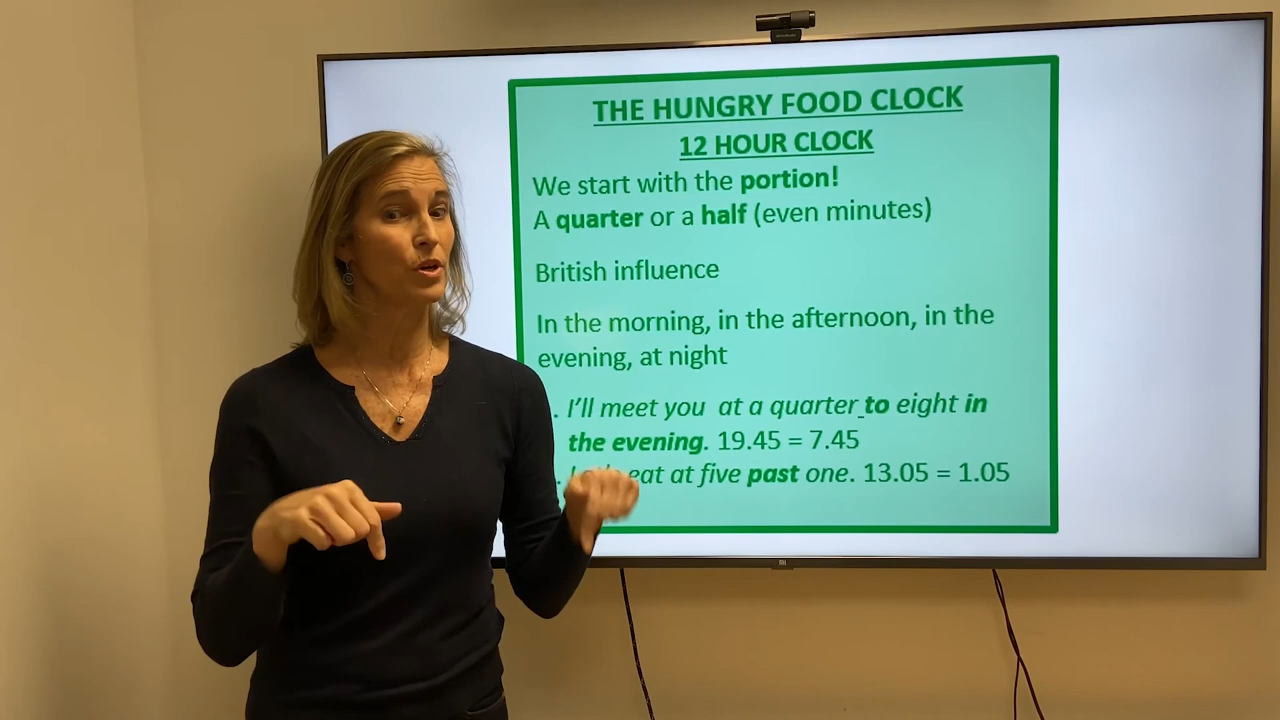 THE HUNGRY FOOD CLOCK
12 HOUR CLOCK
We start with the portion!
A quarter or a half (even minutes)
British influence
In the morning, in the afternoon, in the
evening, at night
. I'll meet you at a quarter to eight in
the evening. 19.45 = 7.45
eat at five past one. 13.05 = 1.05